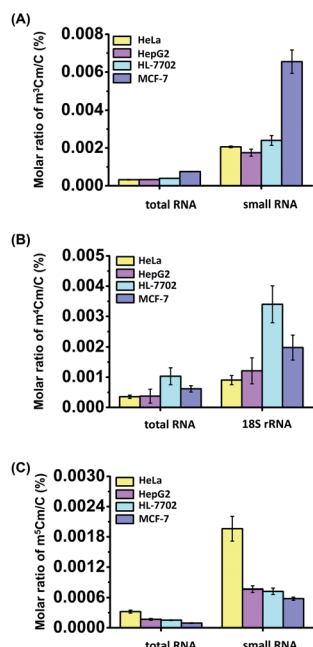 (A)
Molar ratio of m³Cm/C (%)
0.008
0.006
0.004
0.002
0.000
HeLa
HepG2
HL-7702
MCF-7
total RNA small RNA
(B)
Molar ratio of m⁴Cm/C (%)
0.005
0.004
0.003
0.002
0.001
0.000
HeLa
HepG2
HL-7702
MCF-7
total RNA 18S rRNA
(C)
Molar ratio of m⁵Cm/C (%)
0.0030
0.0024
0.0018
0.0012
0.0006
0.0000
HeLa
HepG2
HL-7702
MCF-7
total RNA small RNA